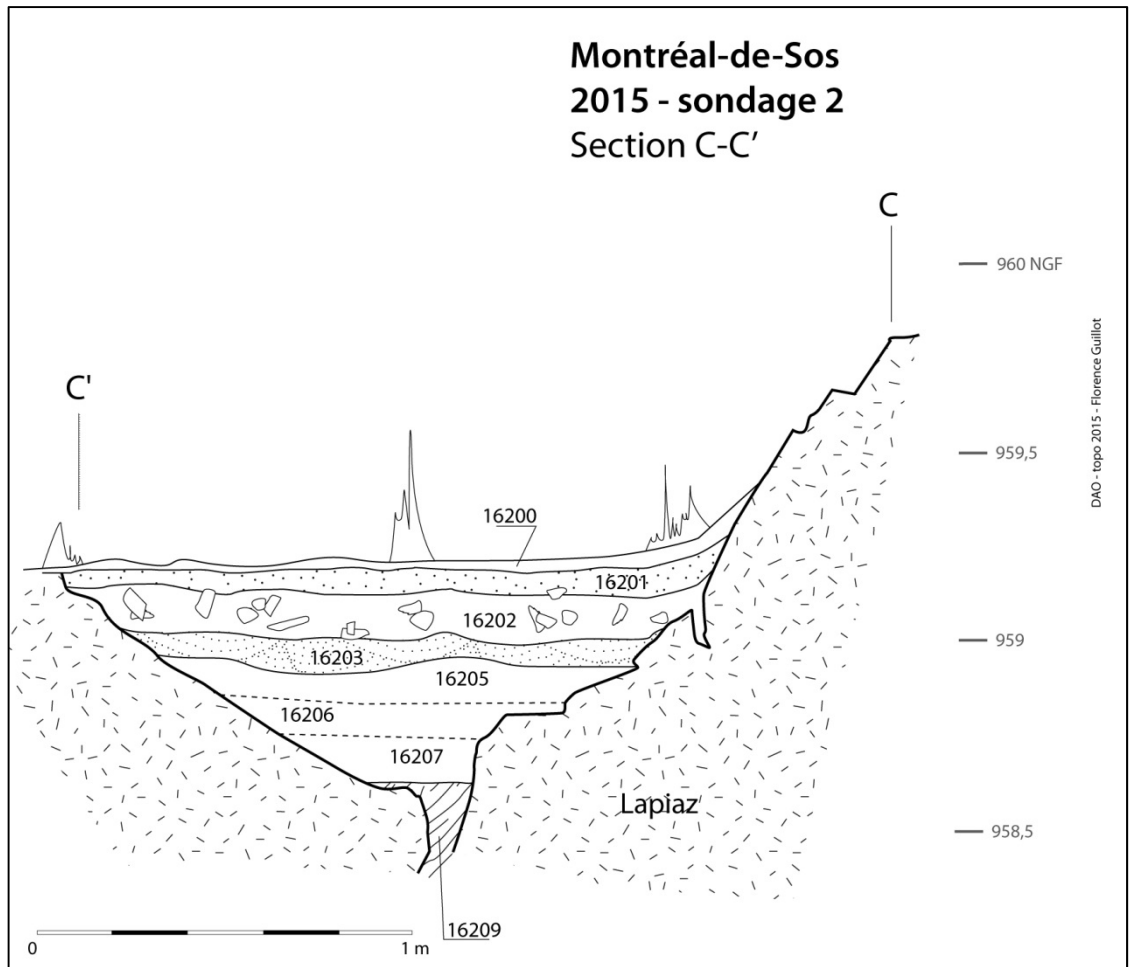 Montréal-de-Sos
2015 - sondage 2
Section C-C’
C
960 NGF
DAO - topo 2015 - Florence Guillot
C'
959,5
16200
16201
16202
959
16203
16205
16206
16207
Lapiaz
958,5
16209
0
1 m